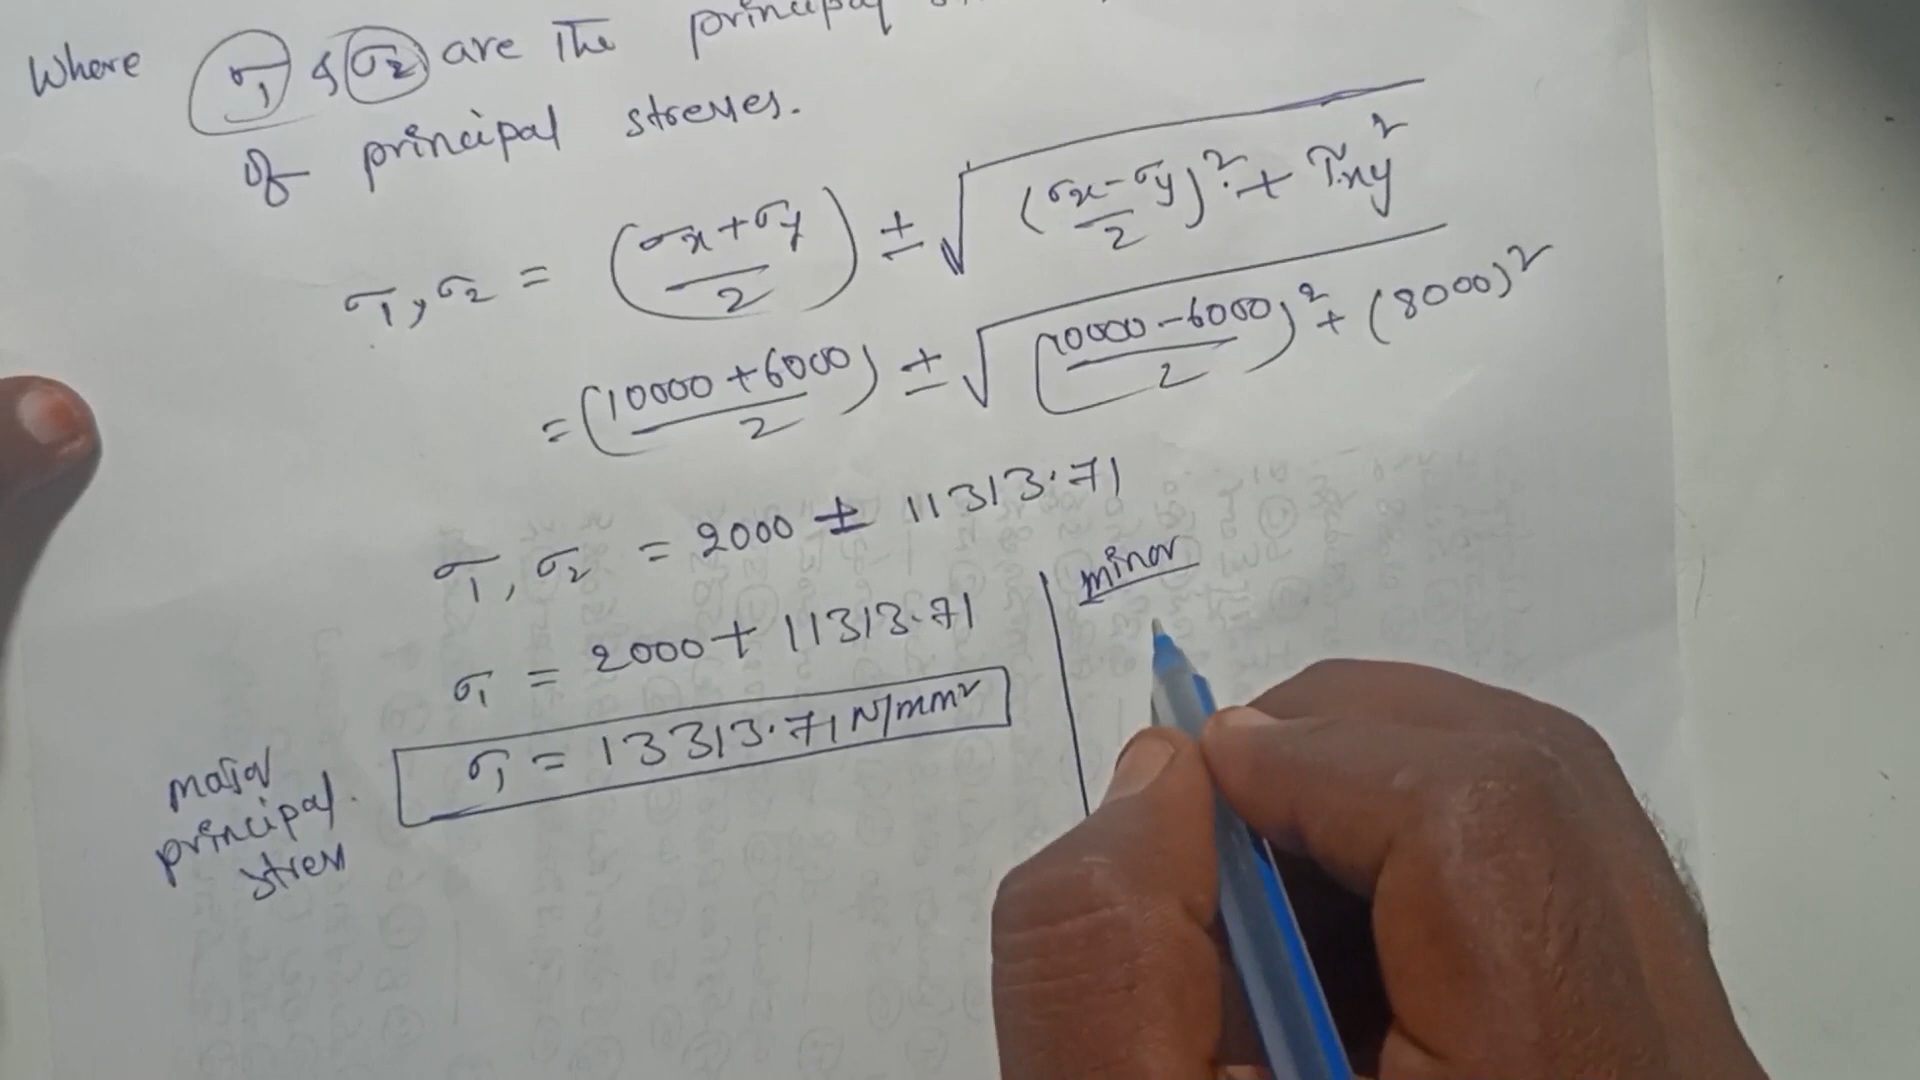 Where σ1 & σ2 are the principal
of principal stresses.
σ1, σ2 = (σx+σy/2) ± √(σx-σy/2)² + τxy²
= (10000+6000/2) ± √(10000-6000/2)² + (8000)²
σ1, σ2 = 2000 ± 11313.71
minor
σ1 = 2000 + 11313.71
σ1 = 13313.71 N/mm²
major
principal
stress